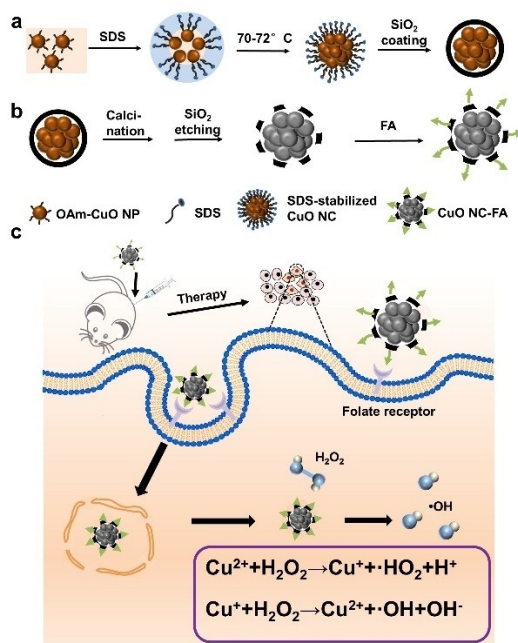 a
SDS
70-72° C
SiO₂
coating
b
Calci-
nation
SiO₂
etching
FA
OAm-CuO NP
SDS
SDS-stabilized
CuO NC
CuO NC-FA
c
Therapy
Folate receptor
H₂O₂
•OH
Cu²⁺+H₂O₂→Cu⁺+·HO₂+H⁺
Cu⁺+H₂O₂→Cu²⁺+·OH+OH⁻